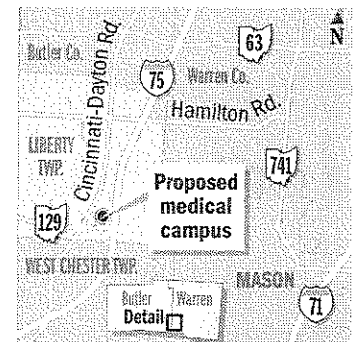 63
N
Butler Co.
Cincinnati-Dayton Rd.
75
Warren Co.
Hamilton Rd.
LIBERTY
TWP.
741
Proposed
medical
campus
129
WEST CHESTER TWP.
MASON
Butler Warren
Detail
71